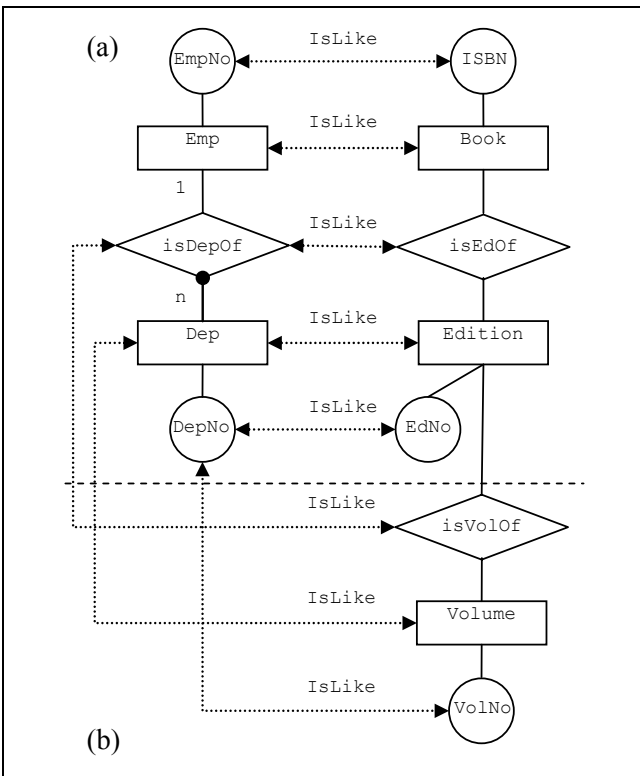 (a)
IsLike
EmpNo
ISBN
IsLike
Emp
Book
1
IsLike
isDepOf
isEdOf
n
IsLike
Dep
Edition
IsLike
DepNo
EdNo
IsLike
isVolOf
IsLike
Volume
IsLike
VolNo
(b)